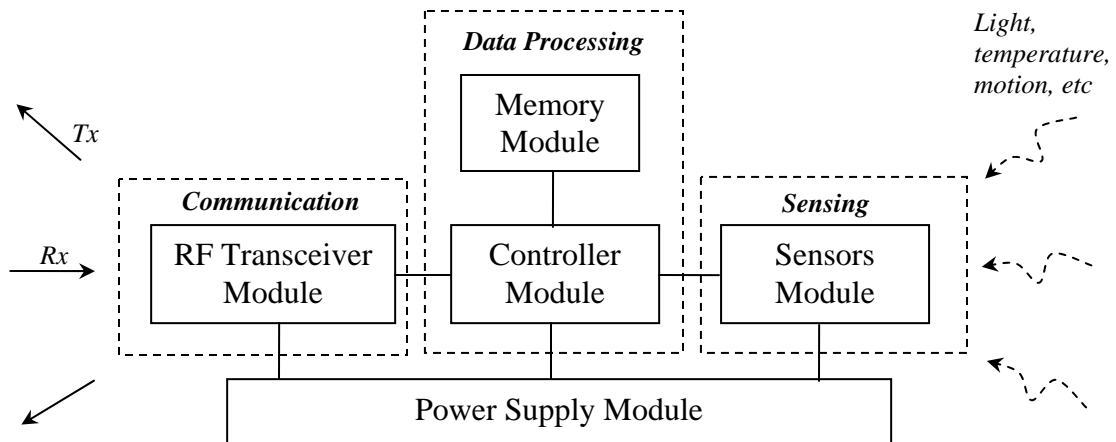 Data Processing
Light,
temperature,
motion, etc
Memory
Module
Tx
Communication
Sensing
Rx
RF Transceiver
Module
Controller
Module
Sensors
Module
Power Supply Module